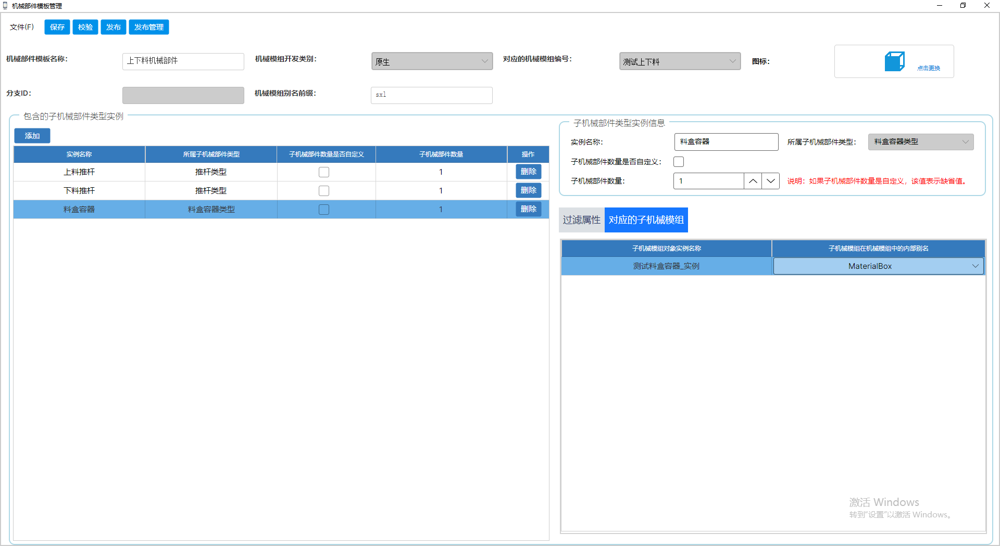 机械部件模板管理
文件(F) 保存 校验 发布 发布管理
机械部件模板名称: 上下料机械部件 机械模组开发类别: 原生 对应的机械模组编号: 测试上下料 图标: 点击更换
分支ID: 机械模组别名前缀: sxl
包含的子机械部件类型实例
添加
实例名称 所属子机械部件类型 子机械部件数量是否自定义 子机械部件数量 操作
上料推杆 推杆类型 1 删除
下料推杆 推杆类型 1 删除
料盒容器 料盒容器类型 1 删除
子机械部件类型实例信息
实例名称: 料盒容器 所属子机械部件类型: 料盒容器类型
子机械部件数量是否自定义:
子机械部件数量: 1 说明: 如果子机械部件数量是自定义, 该值表示缺省值。
过滤属性 对应的子机械模组
子机械模组对象实例名称 子机械模组在机械模组中的内部别名
测试料盒容器_实例 MaterialBox
激活 Windows
转到"设置"以激活 Windows。